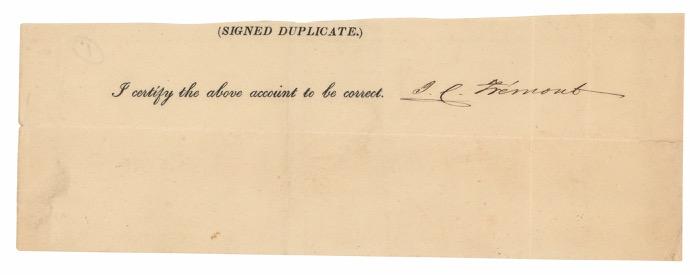 (SIGNED DUPLICATE.)
I certify the above account to be correct. J. C. Frémont